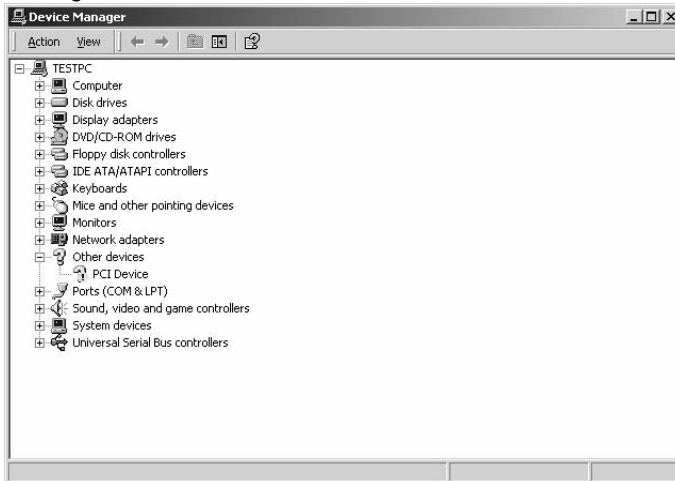 Device Manager
Action View
TESTPC
Computer
Disk drives
Display adapters
DVD/CD-ROM drives
Floppy disk controllers
IDE ATA/ATAPI controllers
Keyboards
Mice and other pointing devices
Monitors
Network adapters
Other devices
PCI Device
Ports (COM & LPT)
Sound, video and game controllers
System devices
Universal Serial Bus controllers